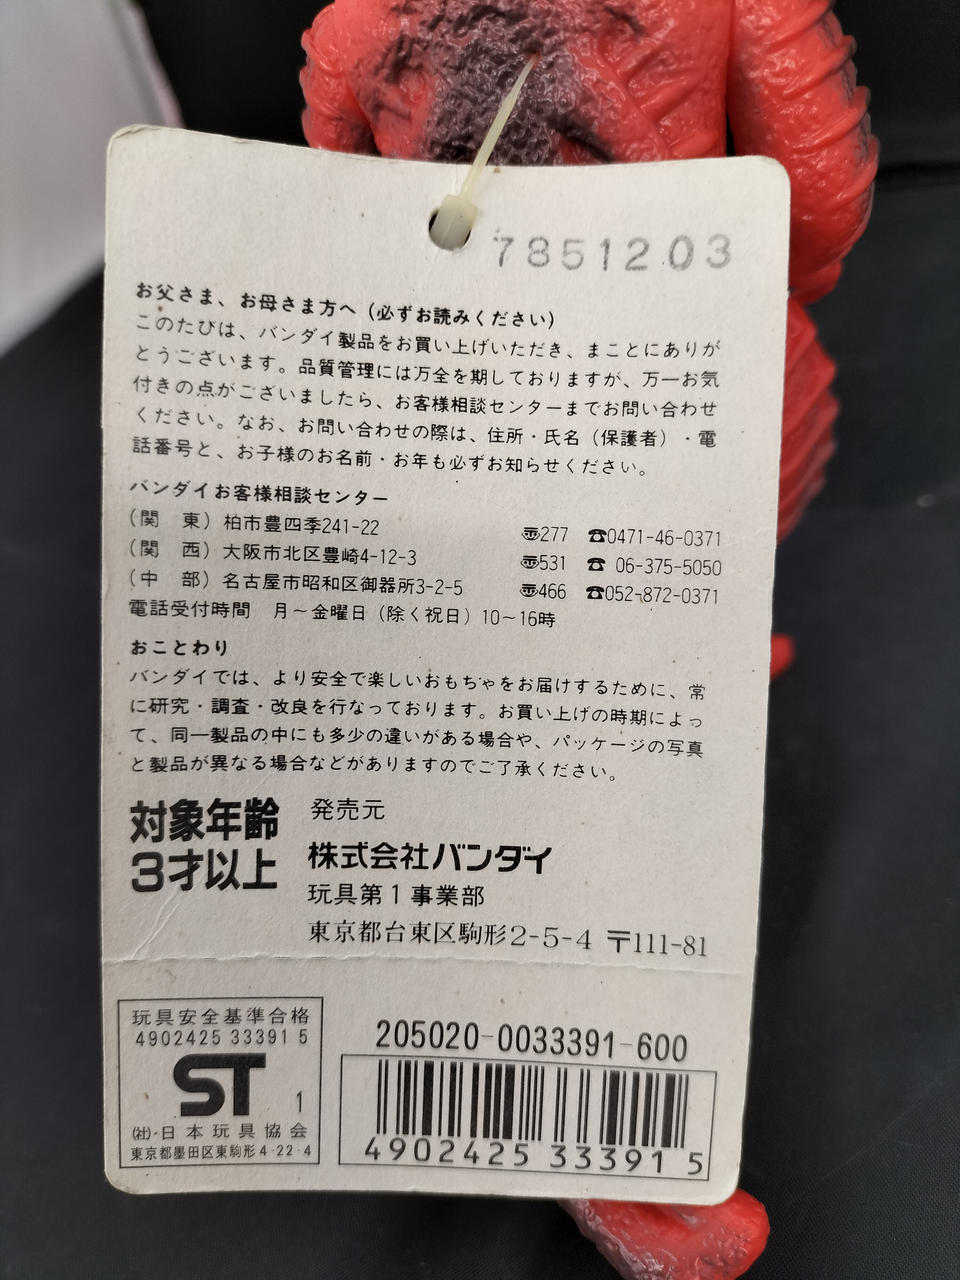 7851203
お父さま、お母さま方へ（必ずお読みください）
このたびは、バンダイ製品をお買い上げいただき、まことにありが
とうございます。品質管理には万全を期しておりますが、万一お気
付きの点がございましたら、お客様相談センターまでお問い合わせ
ください。なお、お問い合わせの際は、住所・氏名（保護者）・電
話番号と、お子様のお名前・お年も必ずお知らせください。
バンダイお客様相談センター
（関　東）柏市豊四季241-22 〠277 ☎0471-46-0371
（関　西）大阪市北区豊崎4-12-3 〠531 ☎06-375-5050
（中　部）名古屋市昭和区御器所3-2-5 〠466 ☎052-872-0371
電話受付時間　月～金曜日（除く祝日）10～16時
おことわり
バンダイでは、より安全で楽しいおもちゃをお届けするために、常
に研究・調査・改良を行なっております。お買い上げの時期によっ
て、同一製品の中にも多少の違いがある場合や、パッケージの写真
と製品が異なる場合などがありますのでご了承ください。
対象年齢
3才以上
発売元
株式会社バンダイ
玩具第1事業部
東京都台東区駒形2-5-4 〒111-81
玩具安全基準合格
4902425 33391 5
ST 1
(社)・日本玩具協会
東京都墨田区東駒形4-22-4
205020-0033391-600
4902425 333915